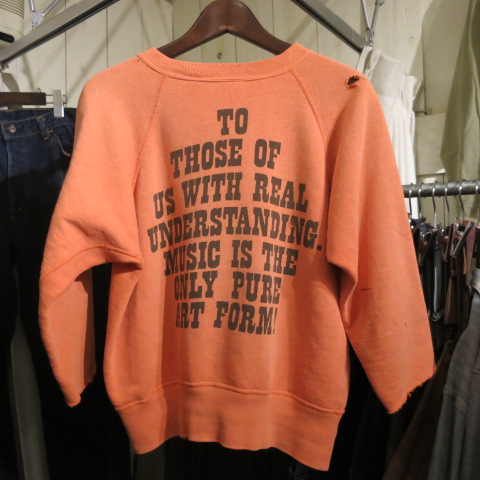 TO
THOSE OF
US WITH REAL
UNDERSTANDING.
MUSIC IS THE
ONLY PURE
ART FORM!